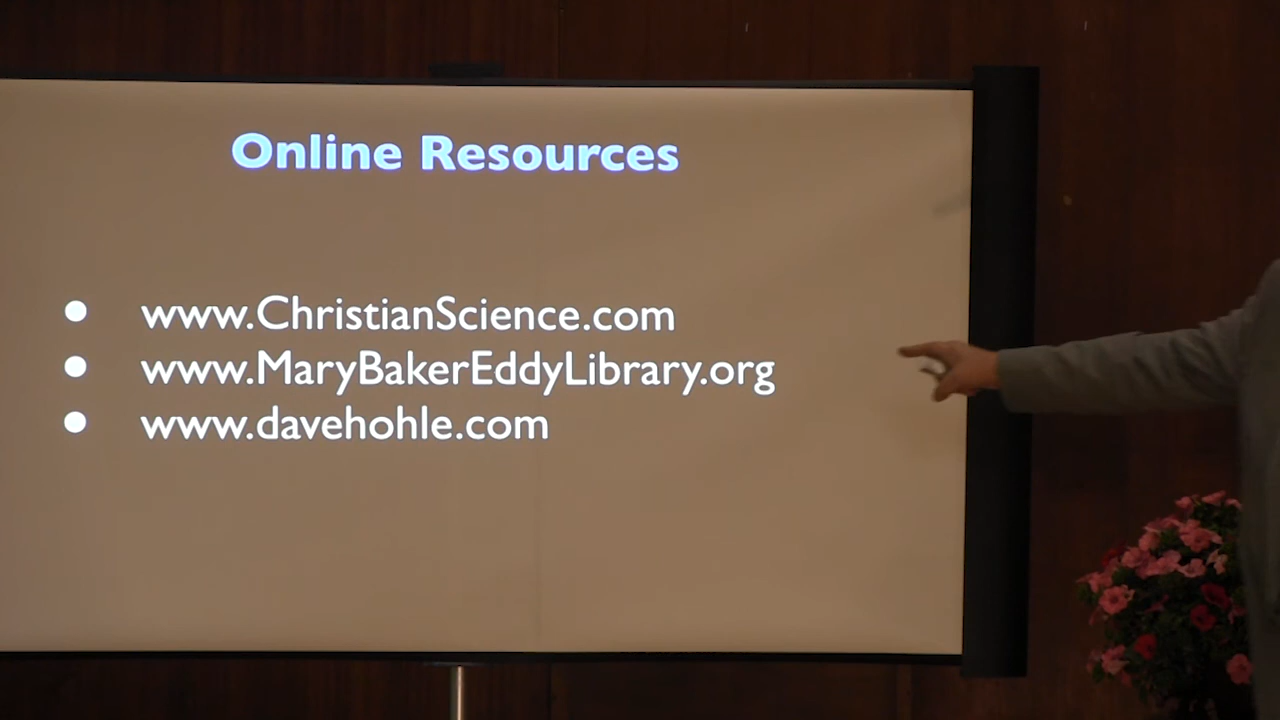 Online Resources
• www.ChristianScience.com
• www.MaryBakerEddyLibrary.org
• www.davehohle.com